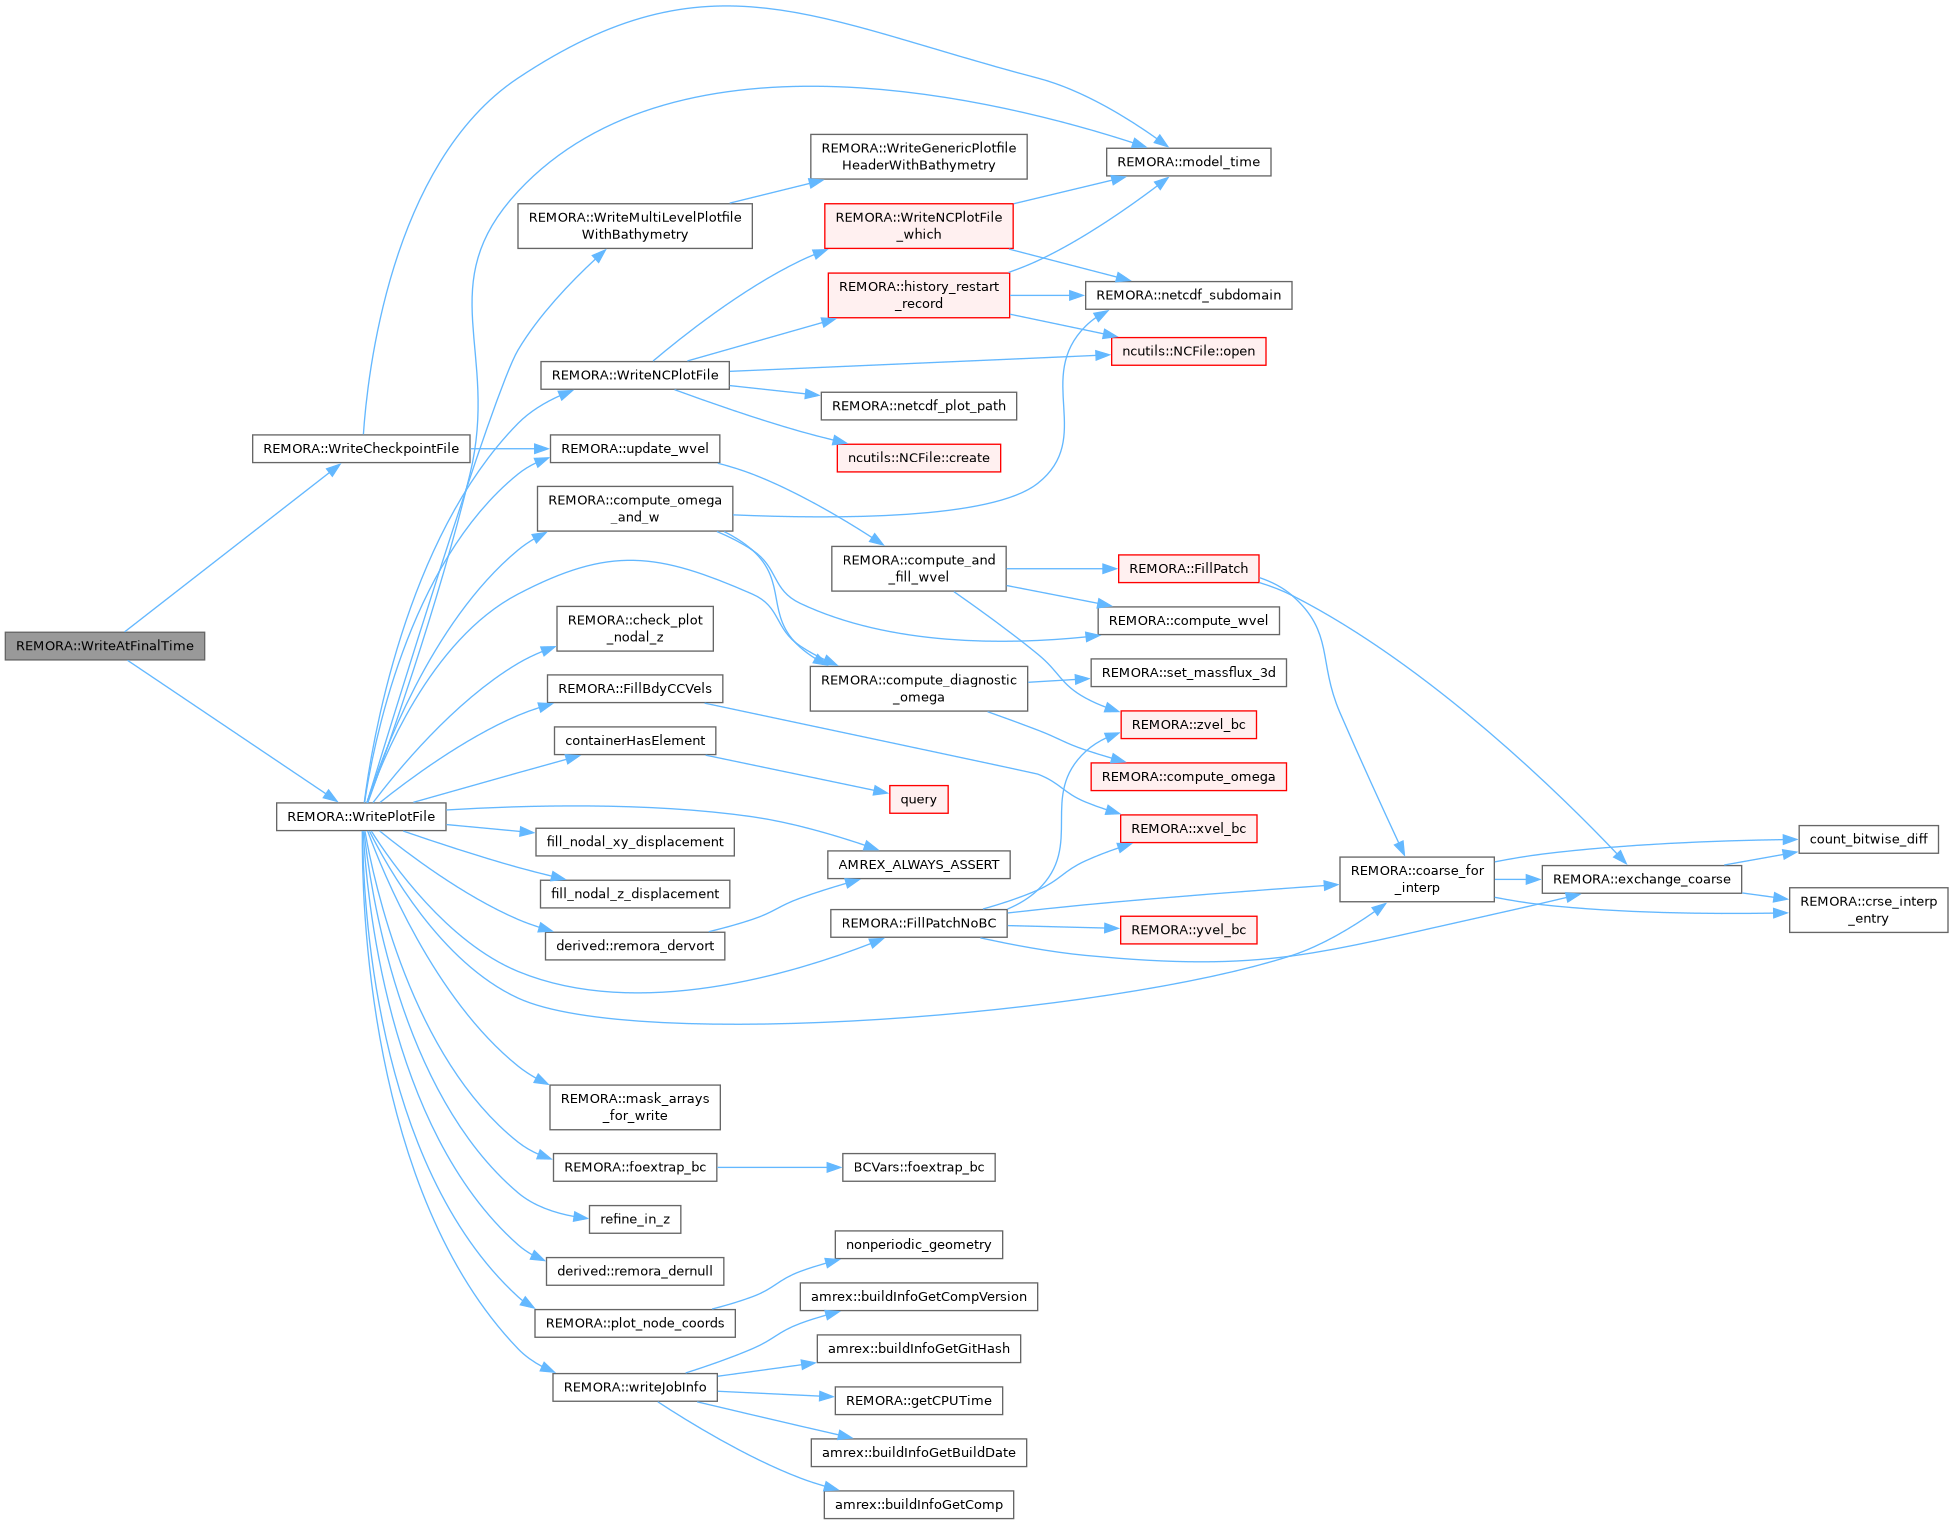 REMORA::WriteAtFinalTime
REMORA::WriteCheckpointFile
REMORA::WritePlotFile
REMORA::WriteMultiLevelPlotfile
WithBathymetry
REMORA::WriteNCPlotFile
REMORA::update_wvel
REMORA::compute_omega
_and_w
REMORA::check_plot
_nodal_z
REMORA::FillBdyCCVels
containerHasElement
fill_nodal_xy_displacement
fill_nodal_z_displacement
derived::remora_dervort
REMORA::mask_arrays
_for_write
REMORA::foextrap_bc
refine_in_z
derived::remora_dernull
REMORA::plot_node_coords
REMORA::writeJobInfo
REMORA::WriteGenericPlotfile
HeaderWithBathymetry
REMORA::WriteNCPlotFile
_which
REMORA::history_restart
_record
REMORA::netcdf_plot_path
ncutils::NCFile::create
REMORA::compute_and
_fill_wvel
REMORA::compute_diagnostic
_omega
query
AMREX_ALWAYS_ASSERT
REMORA::FillPatchNoBC
BCVars::foextrap_bc
nonperiodic_geometry
amrex::buildInfoGetCompVersion
amrex::buildInfoGetGitHash
REMORA::getCPUTime
amrex::buildInfoGetBuildDate
amrex::buildInfoGetComp
REMORA::model_time
REMORA::netcdf_subdomain
ncutils::NCFile::open
REMORA::FillPatch
REMORA::compute_wvel
REMORA::set_massflux_3d
REMORA::zvel_bc
REMORA::compute_omega
REMORA::xvel_bc
REMORA::yvel_bc
REMORA::coarse_for
_interp
REMORA::exchange_coarse
count_bitwise_diff
REMORA::crse_interp
_entry